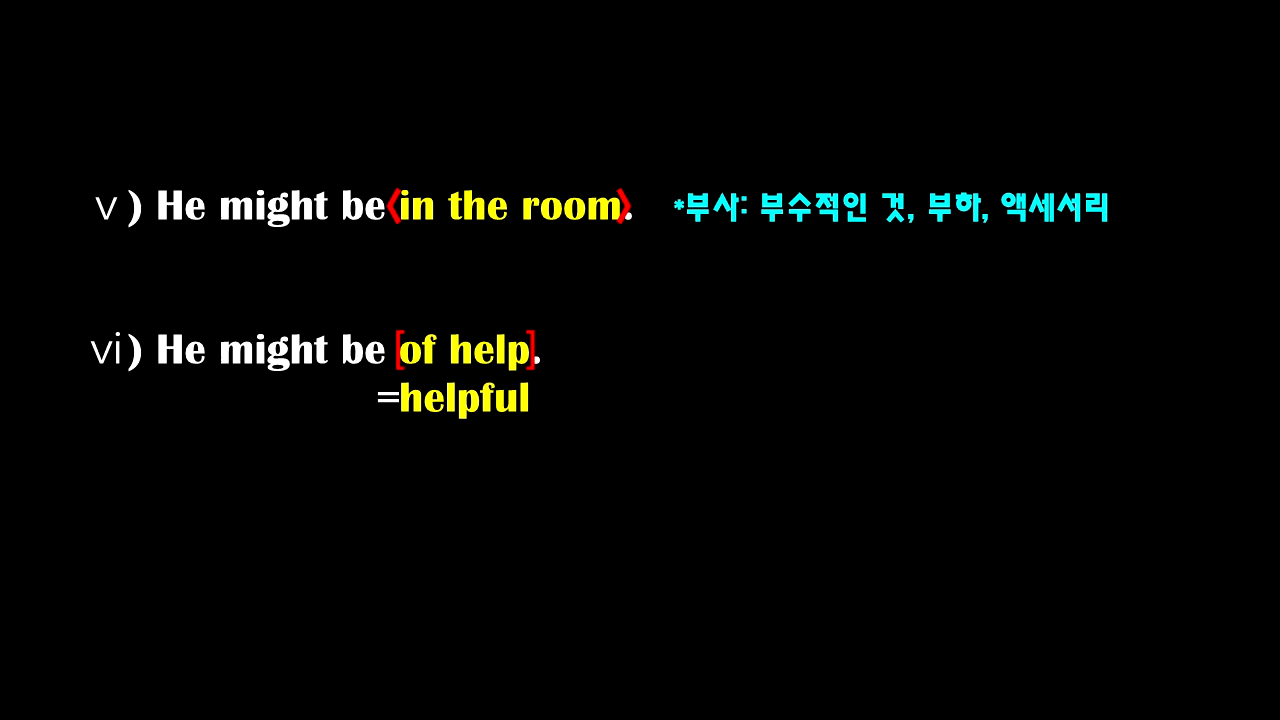 ⅴ) He might be〈in the room〉. *부사: 부수적인 것, 부하, 액세서리
ⅵ) He might be [of help].
=helpful